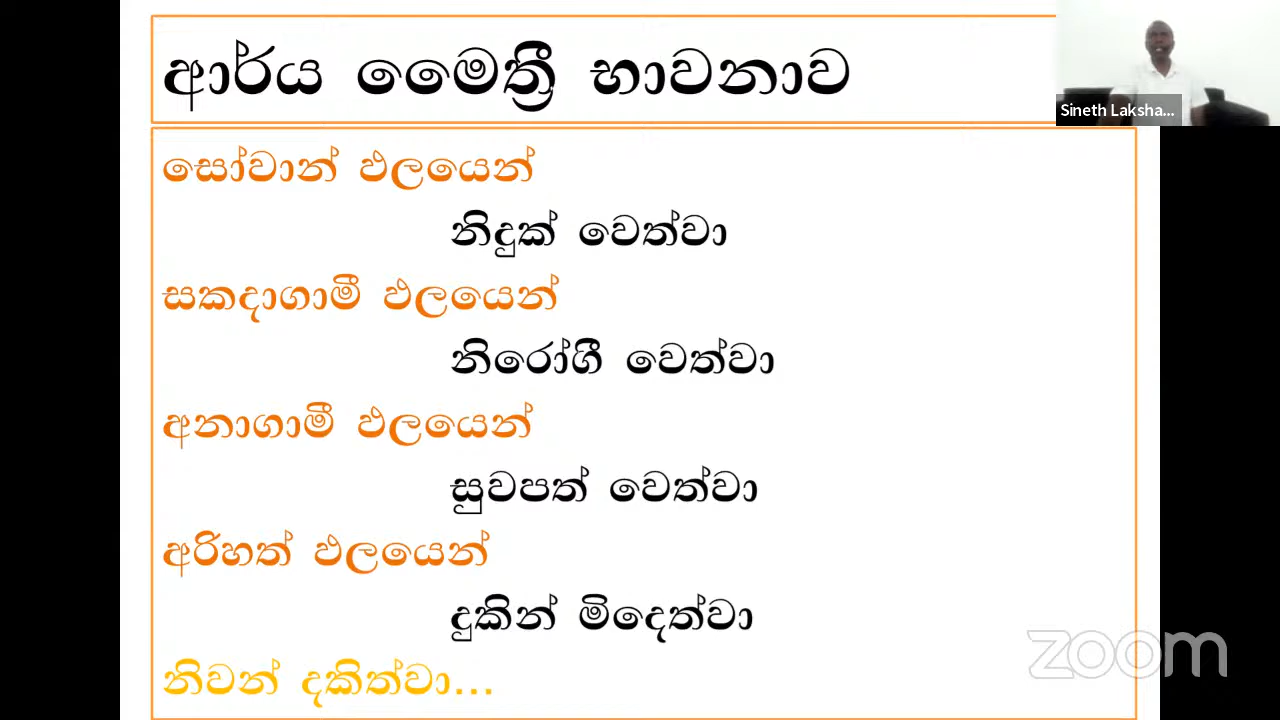 ආර්ය මෛත්‍රී භාවනාව
Sineth Laksha...
සෝවාන් ඵලයෙන්
නිදුක් වෙත්වා
සකදාගාමී ඵලයෙන්
නිරෝගී වෙත්වා
අනාගාමී ඵලයෙන්
සුවපත් වෙත්වා
අරිහත් ඵලයෙන්
දුකින් මිදෙත්වා
නිවන් දකිත්වා...
zoom